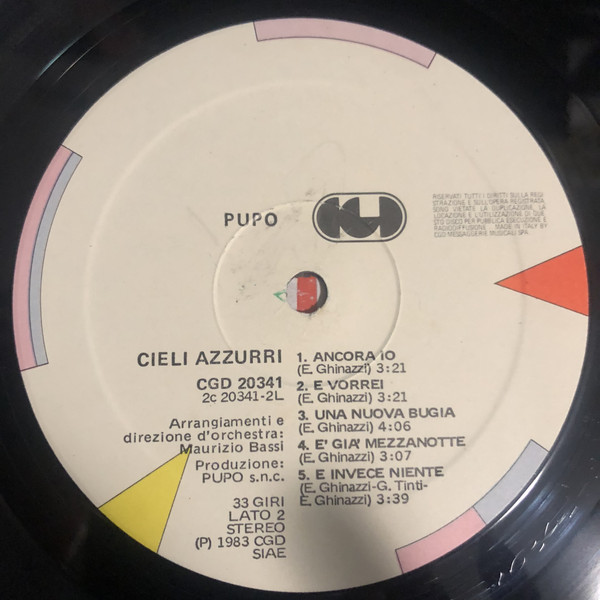 PUPO
RISERVATI TUTTI I DIRITTI SULLA REGI
STRAZIONE E SULL'OPERA REGISTRATA
SONO VIETATE LA DUPLICAZIONE, LA
LOCAZIONE E L'UTILIZZAZIONE DI QUE
STO DISCO PER PUBBLICA ESECUZIONE E
RADIODIFFUSIONE. MADE IN ITALY BY
CGD MESSAGGERIE MUSICALI SPA.
CIELI AZZURRI
CGD 20341
2c 20341-2L
Arrangiamenti e
direzione d'orchestra:
Maurizio Bassi
Produzione:
PUPO s.n.c.
33 GIRI
LATO 2
STEREO
(P) 1983 CGD
SIAE
1. ANCORA IO
(E. Ghinazzi) 3:21
2. E VORREI
(E. Ghinazzi) 3:21
3. UNA NUOVA BUGIA
(E. Ghinazzi) 4:06
4. E' GIA' MEZZANOTTE
(E. Ghinazzi) 3:07
5. E INVECE NIENTE
(E. Ghinazzi-G. Tinti-
E. Ghinazzi) 3:39